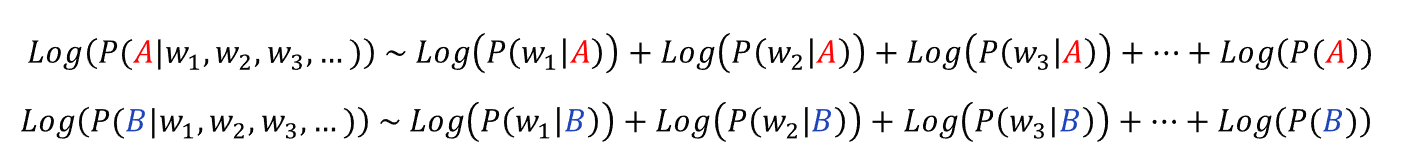 Log(P(A|w₁, w₂, w₃, … )) ~ Log(P(w₁|A)) + Log(P(w₂|A)) + Log(P(w₃|A)) + ⋯ + Log(P(A))
Log(P(B|w₁, w₂, w₃, … )) ~ Log(P(w₁|B)) + Log(P(w₂|B)) + Log(P(w₃|B)) + ⋯ + Log(P(B))